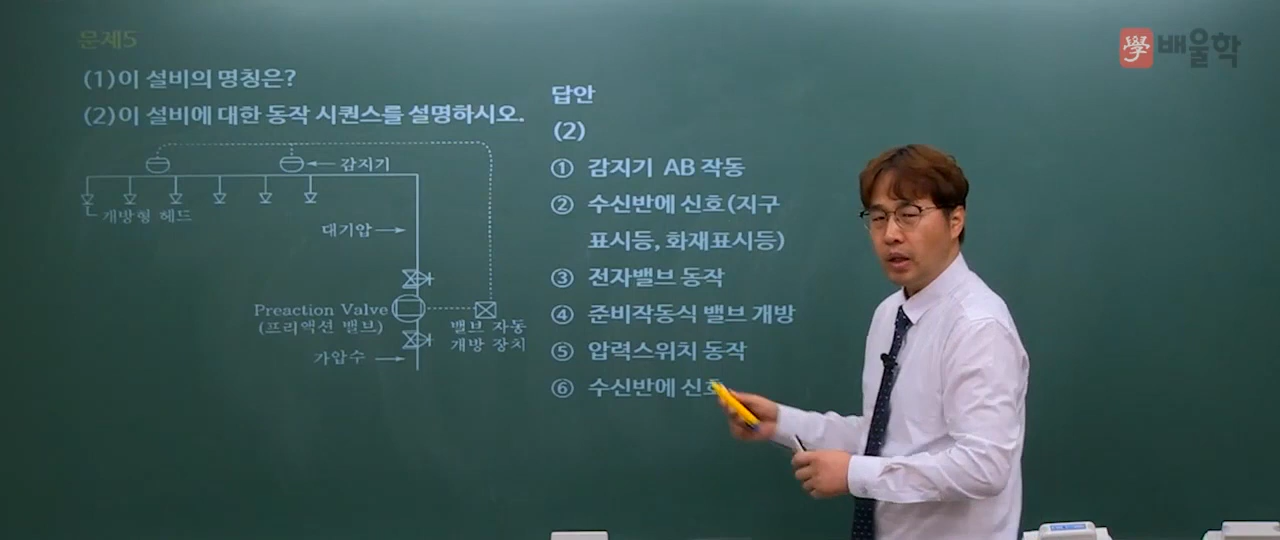 문제5
學 배울학
(1)이 설비의 명칭은?
(2)이 설비에 대한 동작 시퀀스를 설명하시오.
감지기
개방형 헤드
대기압
Preaction Valve
(프리액션 밸브)
밸브 자동
개방 장치
가압수
답안
(2)
① 감지기 AB 작동
② 수신반에 신호(지구
표시등, 화재표시등)
③ 전자밸브 동작
④ 준비작동식 밸브 개방
⑤ 압력스위치 동작
⑥ 수신반에 신호